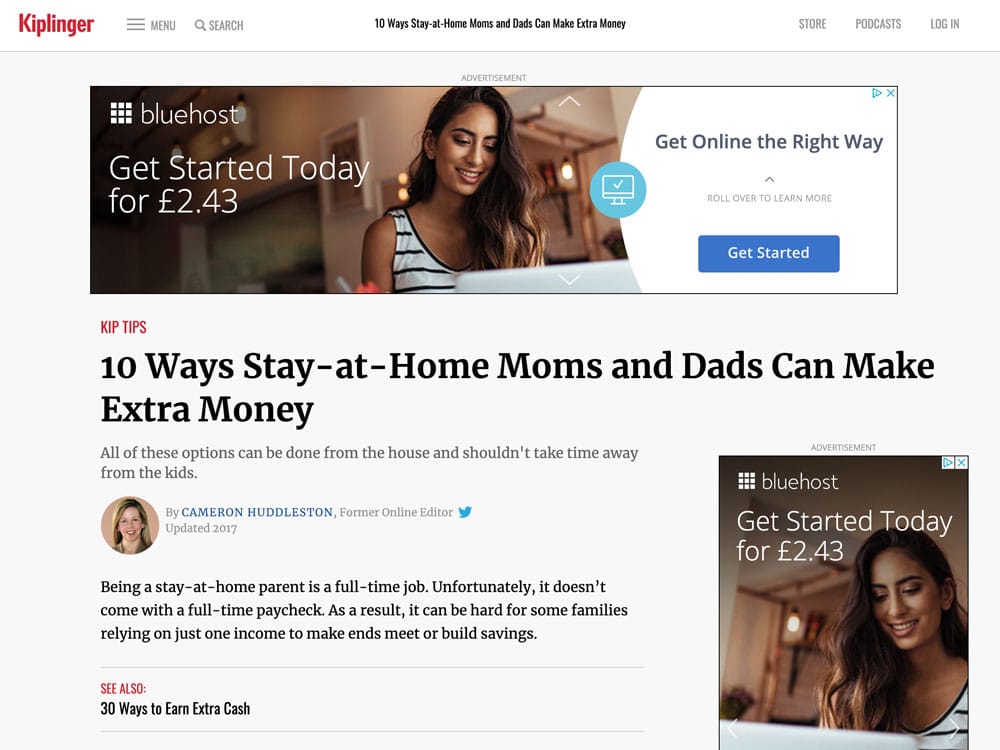 Kiplinger
MENU
SEARCH
10 Ways Stay-at-Home Moms and Dads Can Make Extra Money
STORE
PODCASTS
LOG IN
ADVERTISEMENT
bluehost
Get Started Today
for £2.43
Get Online the Right Way
ROLL OVER TO LEARN MORE
Get Started
KIP TIPS
10 Ways Stay-at-Home Moms and Dads Can Make
Extra Money
All of these options can be done from the house and shouldn't take time away
from the kids.
By CAMERON HUDDLESTON, Former Online Editor
Updated 2017
Being a stay-at-home parent is a full-time job. Unfortunately, it doesn’t
come with a full-time paycheck. As a result, it can be hard for some families
relying on just one income to make ends meet or build savings.
SEE ALSO:
30 Ways to Earn Extra Cash
ADVERTISEMENT
bluehost
Get Started Today
for £2.43